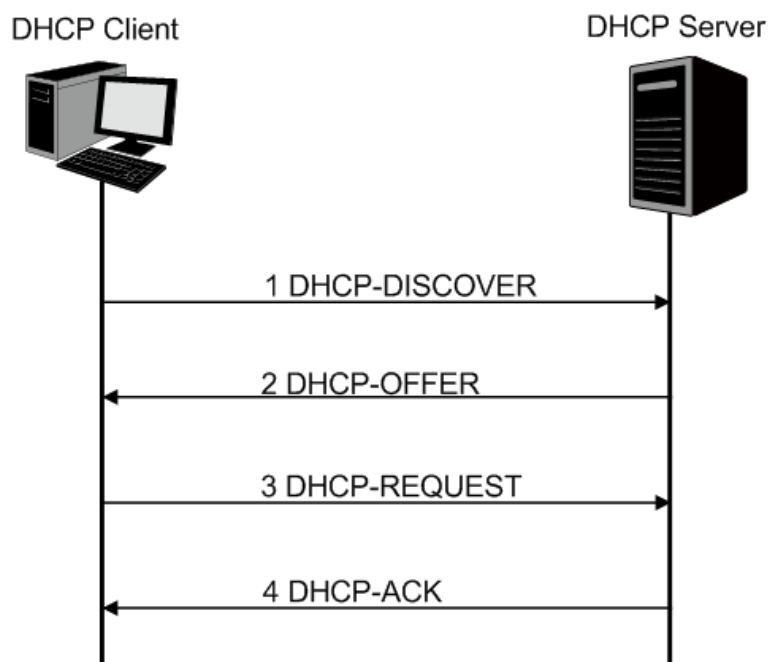 DHCP Client
DHCP Server
1 DHCP-DISCOVER
2 DHCP-OFFER
3 DHCP-REQUEST
4 DHCP-ACK